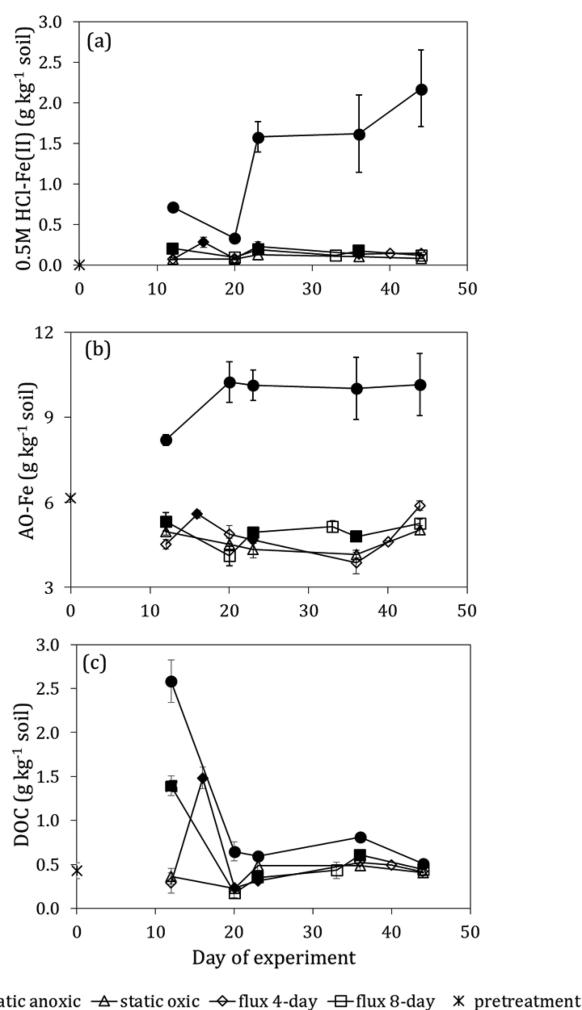 (a)
0.5M HCl-Fe(II) (g kg⁻¹ soil)
3.0
2.5
2.0
1.5
1.0
0.5
0.0
0 10 20 30 40 50
(b)
AO-Fe (g kg⁻¹ soil)
12
9
6
3
0 10 20 30 40 50
(c)
DOC (g kg⁻¹ soil)
3.0
2.5
2.0
1.5
1.0
0.5
0.0
0 10 20 30 40 50
Day of experiment
atic anoxic static oxic flux 4-day flux 8-day pretreatment